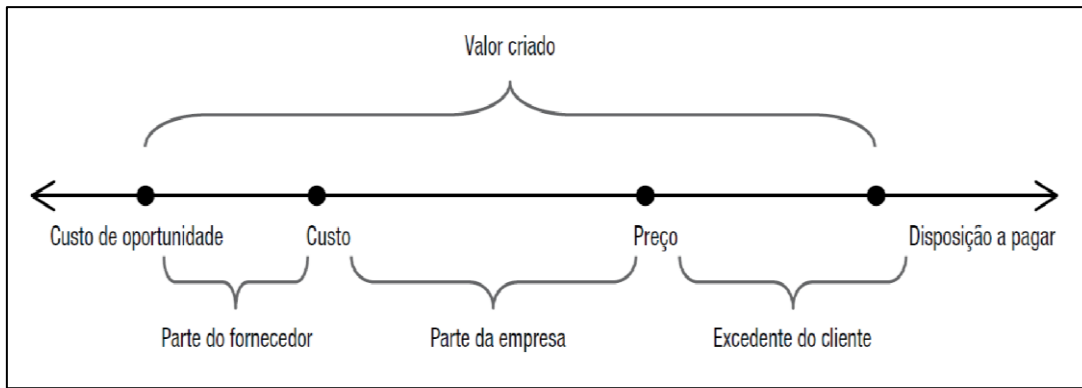 Valor criado
Custo de oportunidade Custo Preço Disposição a pagar
Parte do fornecedor Parte da empresa Excedente do cliente